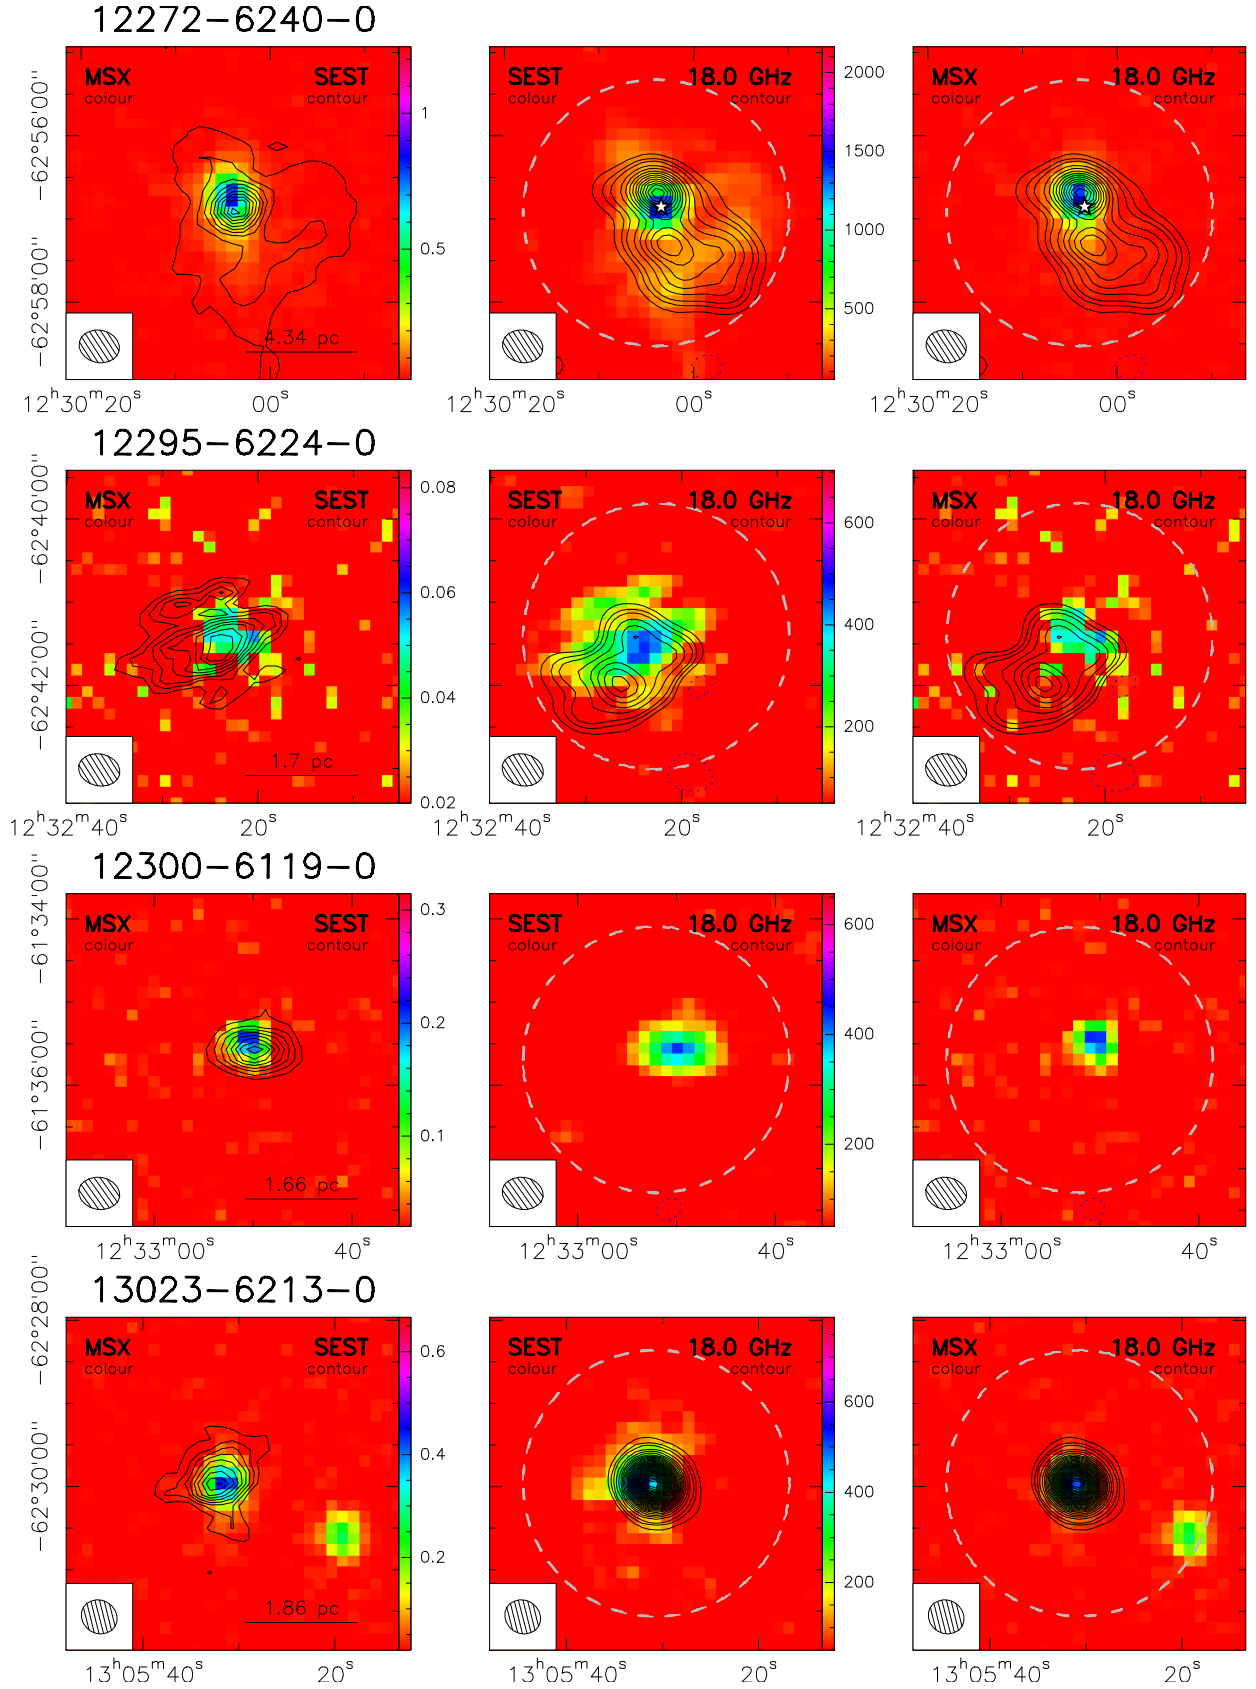 12272−6240−0
MSX
colour
SEST
contour
4.34 pc
1
0.5
−62°56'00"
−62°58'00"
12h30m20s
00s
SEST
colour
18.0 GHz
contour
2000
1500
1000
500
12h30m20s
00s
MSX
colour
18.0 GHz
contour
12h30m20s
00s
12295−6224−0
MSX
colour
SEST
contour
1.7 pc
0.08
0.06
0.04
0.02
−62°40'00"
−62°42'00"
12h32m40s
20s
SEST
colour
18.0 GHz
contour
600
400
200
12h32m40s
20s
MSX
colour
18.0 GHz
contour
12h32m40s
20s
12300−6119−0
MSX
colour
SEST
contour
1.66 pc
0.3
0.2
0.1
−61°34'00"
−61°36'00"
12h33m00s
40s
SEST
colour
18.0 GHz
contour
600
400
200
12h33m00s
40s
MSX
colour
18.0 GHz
contour
12h33m00s
40s
13023−6213−0
MSX
colour
SEST
contour
1.86 pc
0.6
0.4
0.2
−62°28'00"
−62°30'00"
13h05m40s
20s
SEST
colour
18.0 GHz
contour
600
400
200
13h05m40s
20s
MSX
colour
18.0 GHz
contour
13h05m40s
20s